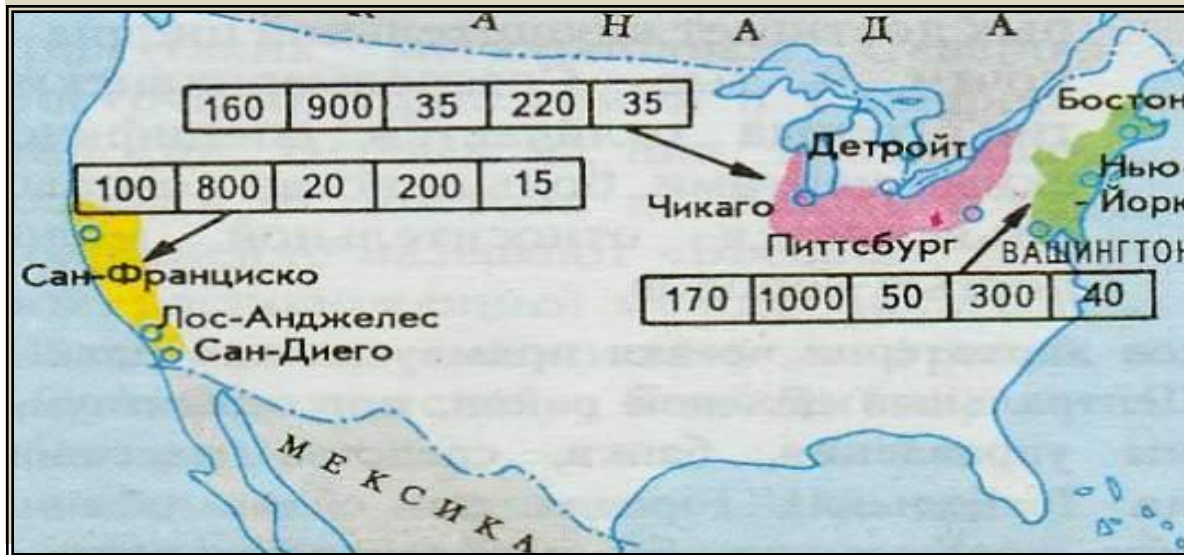 К А Н А Д А
160 900 35 220 35
100 800 20 200 15
Бостон
Детройт
Нью-
Чикаго
- Йорк
Питтсбург
ВАШИНГТОН
Сан-Франциско
170 1000 50 300 40
Лос-Анджелес
Сан-Диего
МЕКСИКА